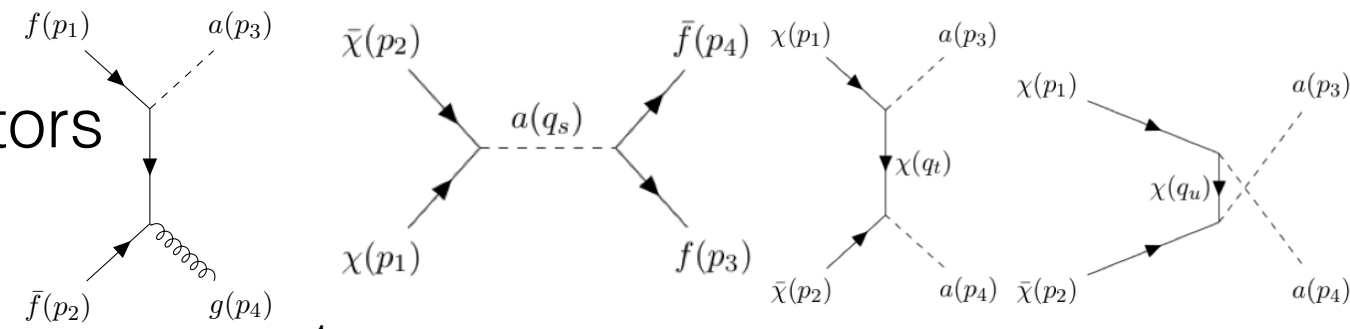 f(p₁) a(p₃)
f̄(p₂) g(p₄)
tors
χ̄(p₂) f̄(p₄)
a(qₛ)
χ(p₁) f(p₃)
χ(p₁) a(p₃)
χ(qₜ)
χ̄(p₂) a(p₄)
χ(p₁) a(p₃)
χ(qᵤ)
χ̄(p₂) a(p₄)